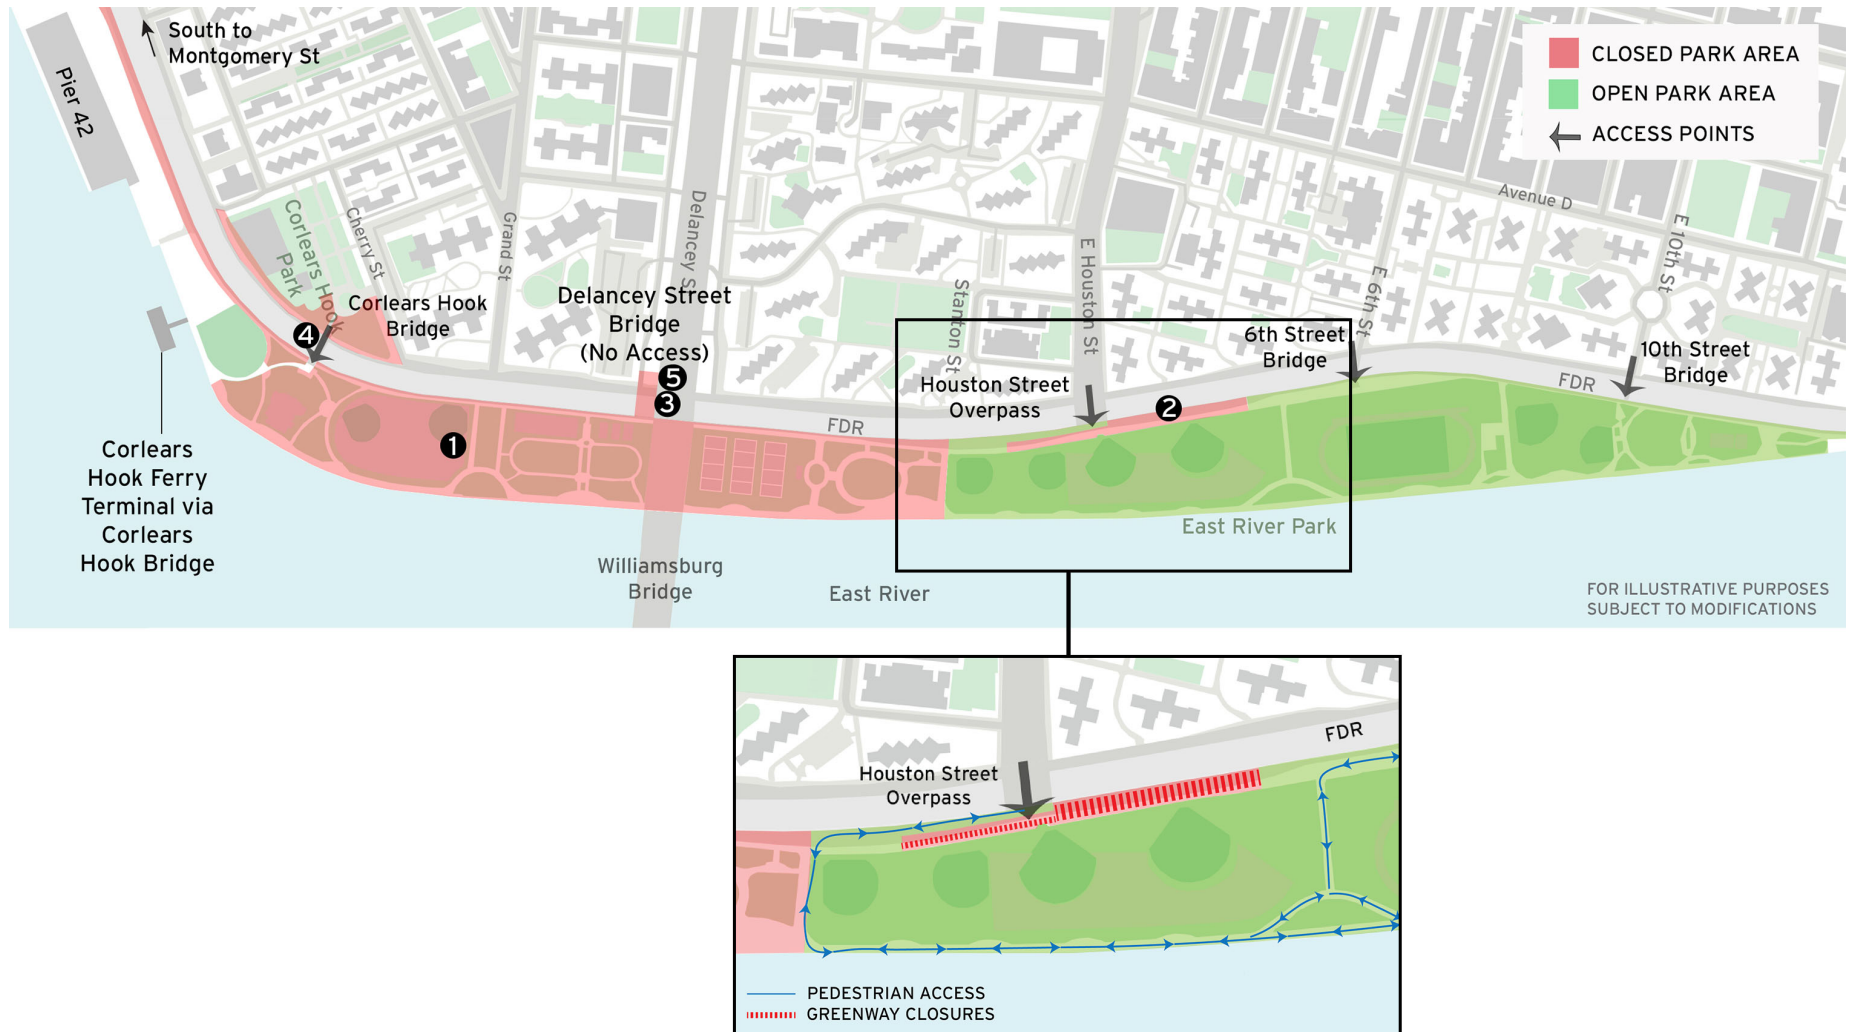 South to
Montgomery St
Pier 42
CLOSED PARK AREA
OPEN PARK AREA
ACCESS POINTS
Corlears Hook
Park
Cherry St
Grand St
Delancey S
Stanton St
E Houston St
E 6th St
Avenue D
E 10th St
4
Corlears Hook
Bridge
Delancey Street
Bridge
(No Access)
5
3
1
2
Houston Street
Overpass
6th Street
Bridge
10th Street
Bridge
FDR
FDR
Corlears
Hook Ferry
Terminal via
Corlears
Hook Bridge
East River Park
Williamsburg
Bridge
East River
FOR ILLUSTRATIVE PURPOSES
SUBJECT TO MODIFICATIONS
FDR
Houston Street
Overpass
PEDESTRIAN ACCESS
GREENWAY CLOSURES